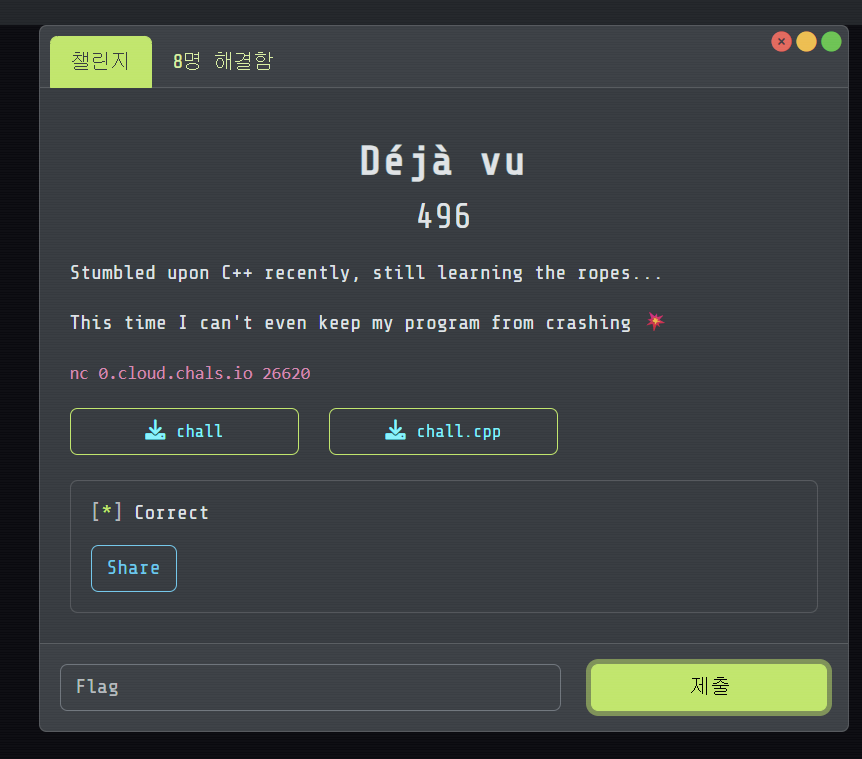 챌린지 8명 해결함
Déjà vu
496
Stumbled upon C++ recently, still learning the ropes...
This time I can't even keep my program from crashing 💥
nc 0.cloud.chals.io 26620
chall chall.cpp
[*] Correct
Share
Flag 제출